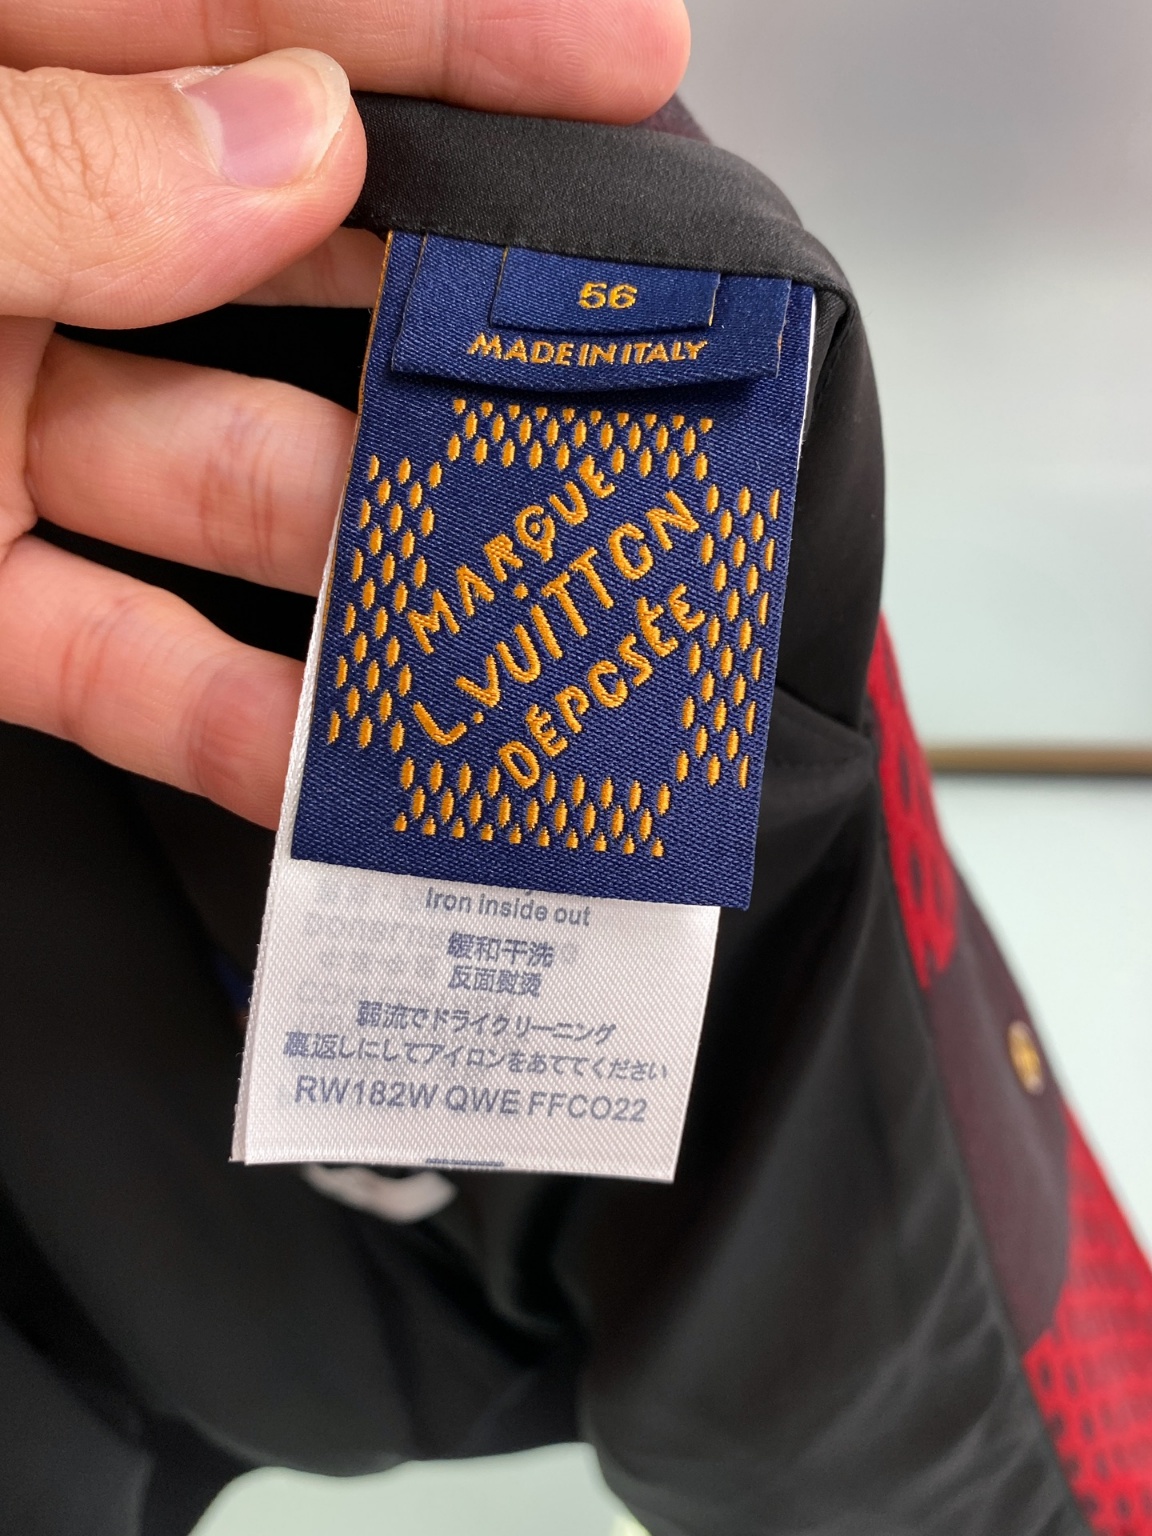 56
MADE IN ITALY
MARQUE
L.VUITTON
DÉPOSÉE
Iron inside out
缓和干洗
反面熨烫
弱流でドライクリーニング
裏返しにしてアイロンをあててください
RW182W QWE FFCO22